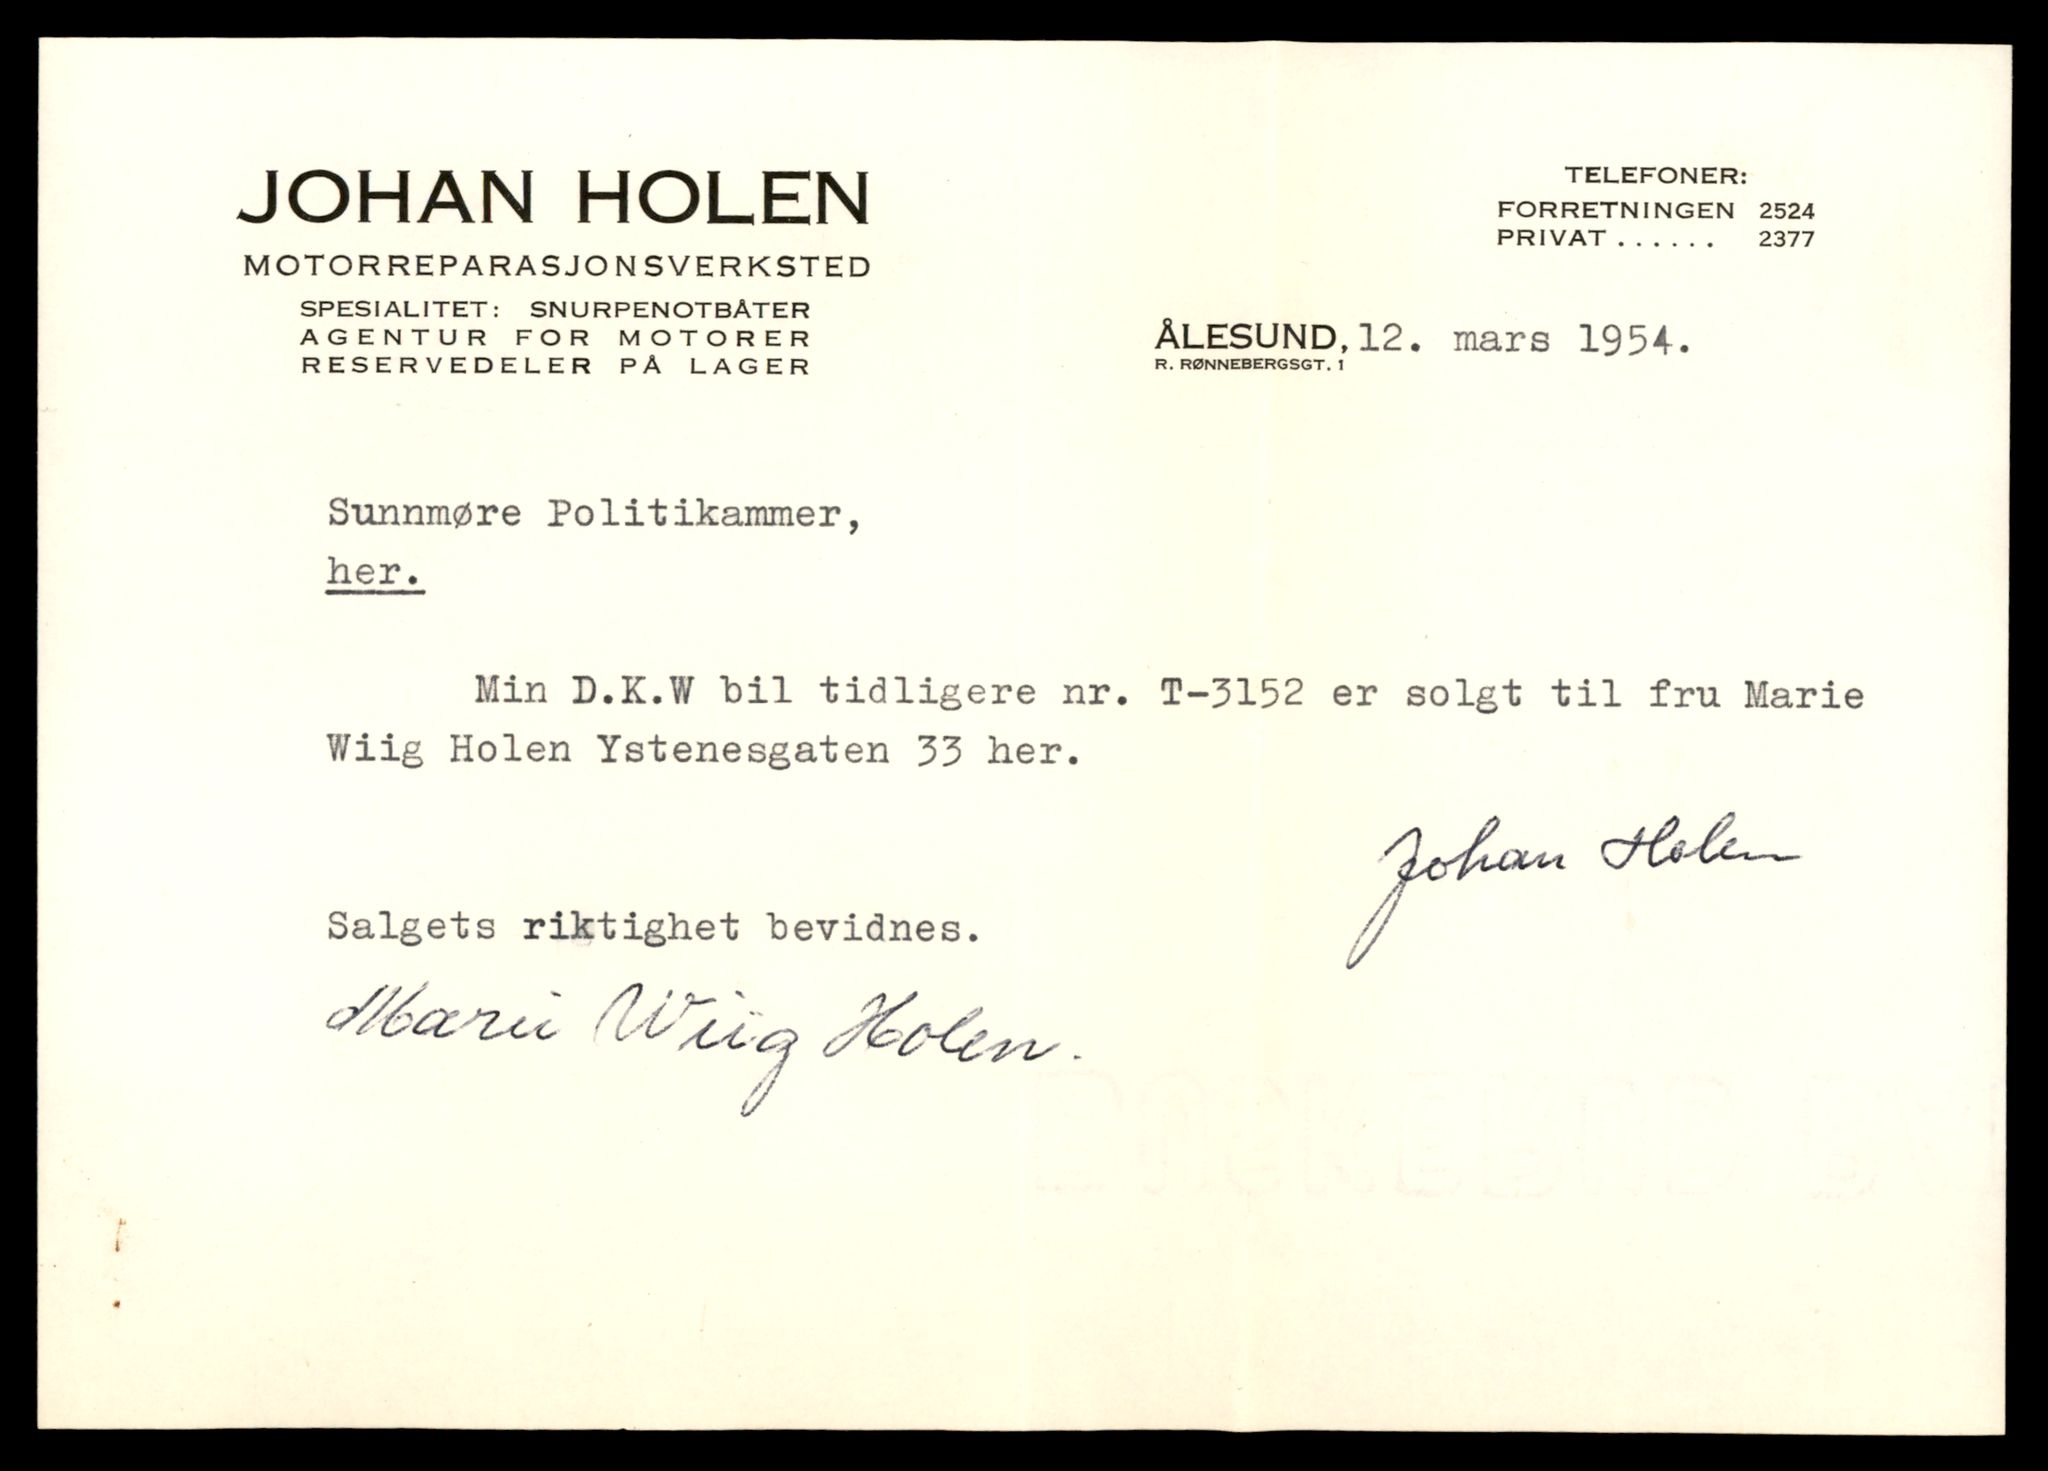 JOHAN HOLEN
MOTORREPARASJONSVERKSTED
SPESIALITET: SNURPENOTBÅTER
AGENTUR FOR MOTORER
RESERVEDELER PÅ LAGER
TELEFONER:
FORRETNINGEN 2524
PRIVAT ...... 2377
ÅLESUND, 12. mars 1954.
R. RØNNEBERGSGT. 1
Sunnmøre Politikammer,
her.
Min D.K.W bil tidligere nr. T-3152 er solgt til fru Marie
Wiig Holen Ystenesgaten 33 her.
Johan Holen
Salgets riktighet bevidnes.
Marie Wiig Holen.